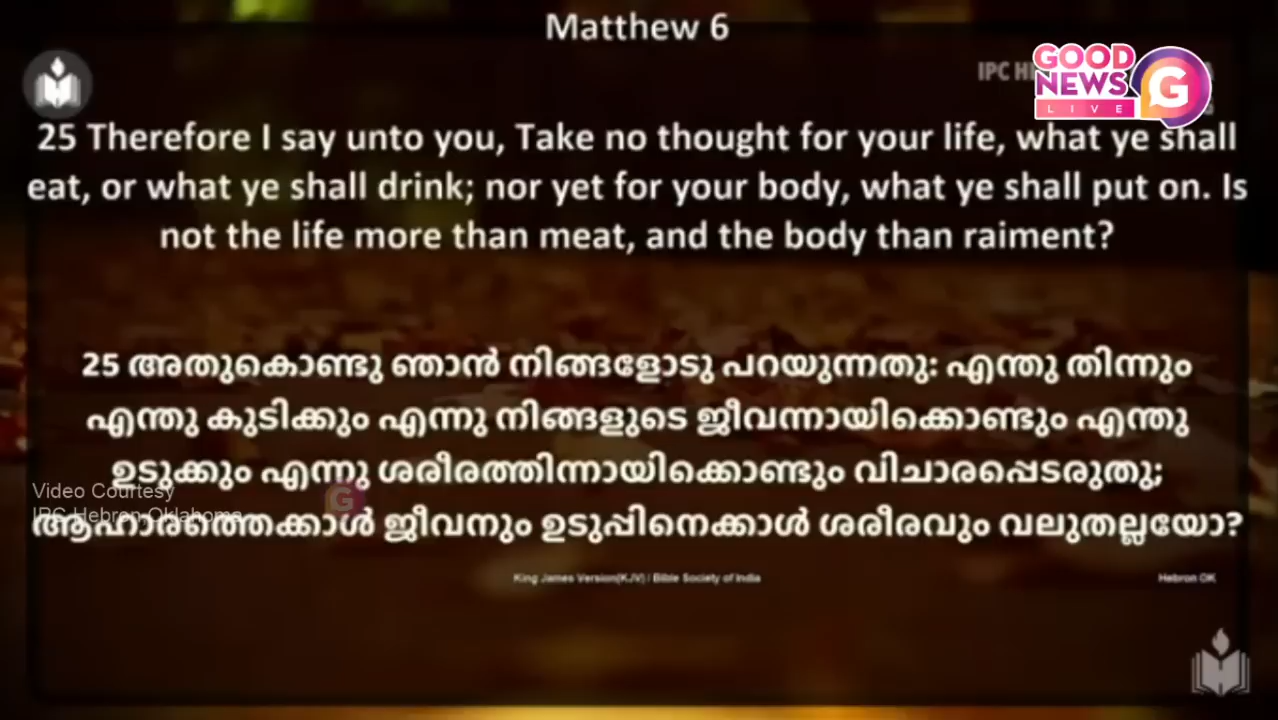 Matthew 6
IPC H
GOOD
NEWS G
LIVE
25 Therefore I say unto you, Take no thought for your life, what ye shall
eat, or what ye shall drink; nor yet for your body, what ye shall put on. Is
not the life more than meat, and the body than raiment?
25 അതുകൊണ്ടു ഞാൻ നിങ്ങളോടു പറയുന്നതു: എന്തു തിന്നും
എന്തു കുടിക്കും എന്നു നിങ്ങളുടെ ജീവന്നായിക്കൊണ്ടും എന്തു
ഉടുക്കും എന്നു ശരീരത്തിന്നായിക്കൊണ്ടും വിചാരപ്പെടരുതു;
Video Courtesy
IPC Hebron Oklahoma
G
ആഹാരത്തെക്കാൾ ജീവനും ഉടുപ്പിനെക്കാൾ ശരീരവും വലുതല്ലയോ?
King James Version(KJV) / Bible Society of India
Hebron OK